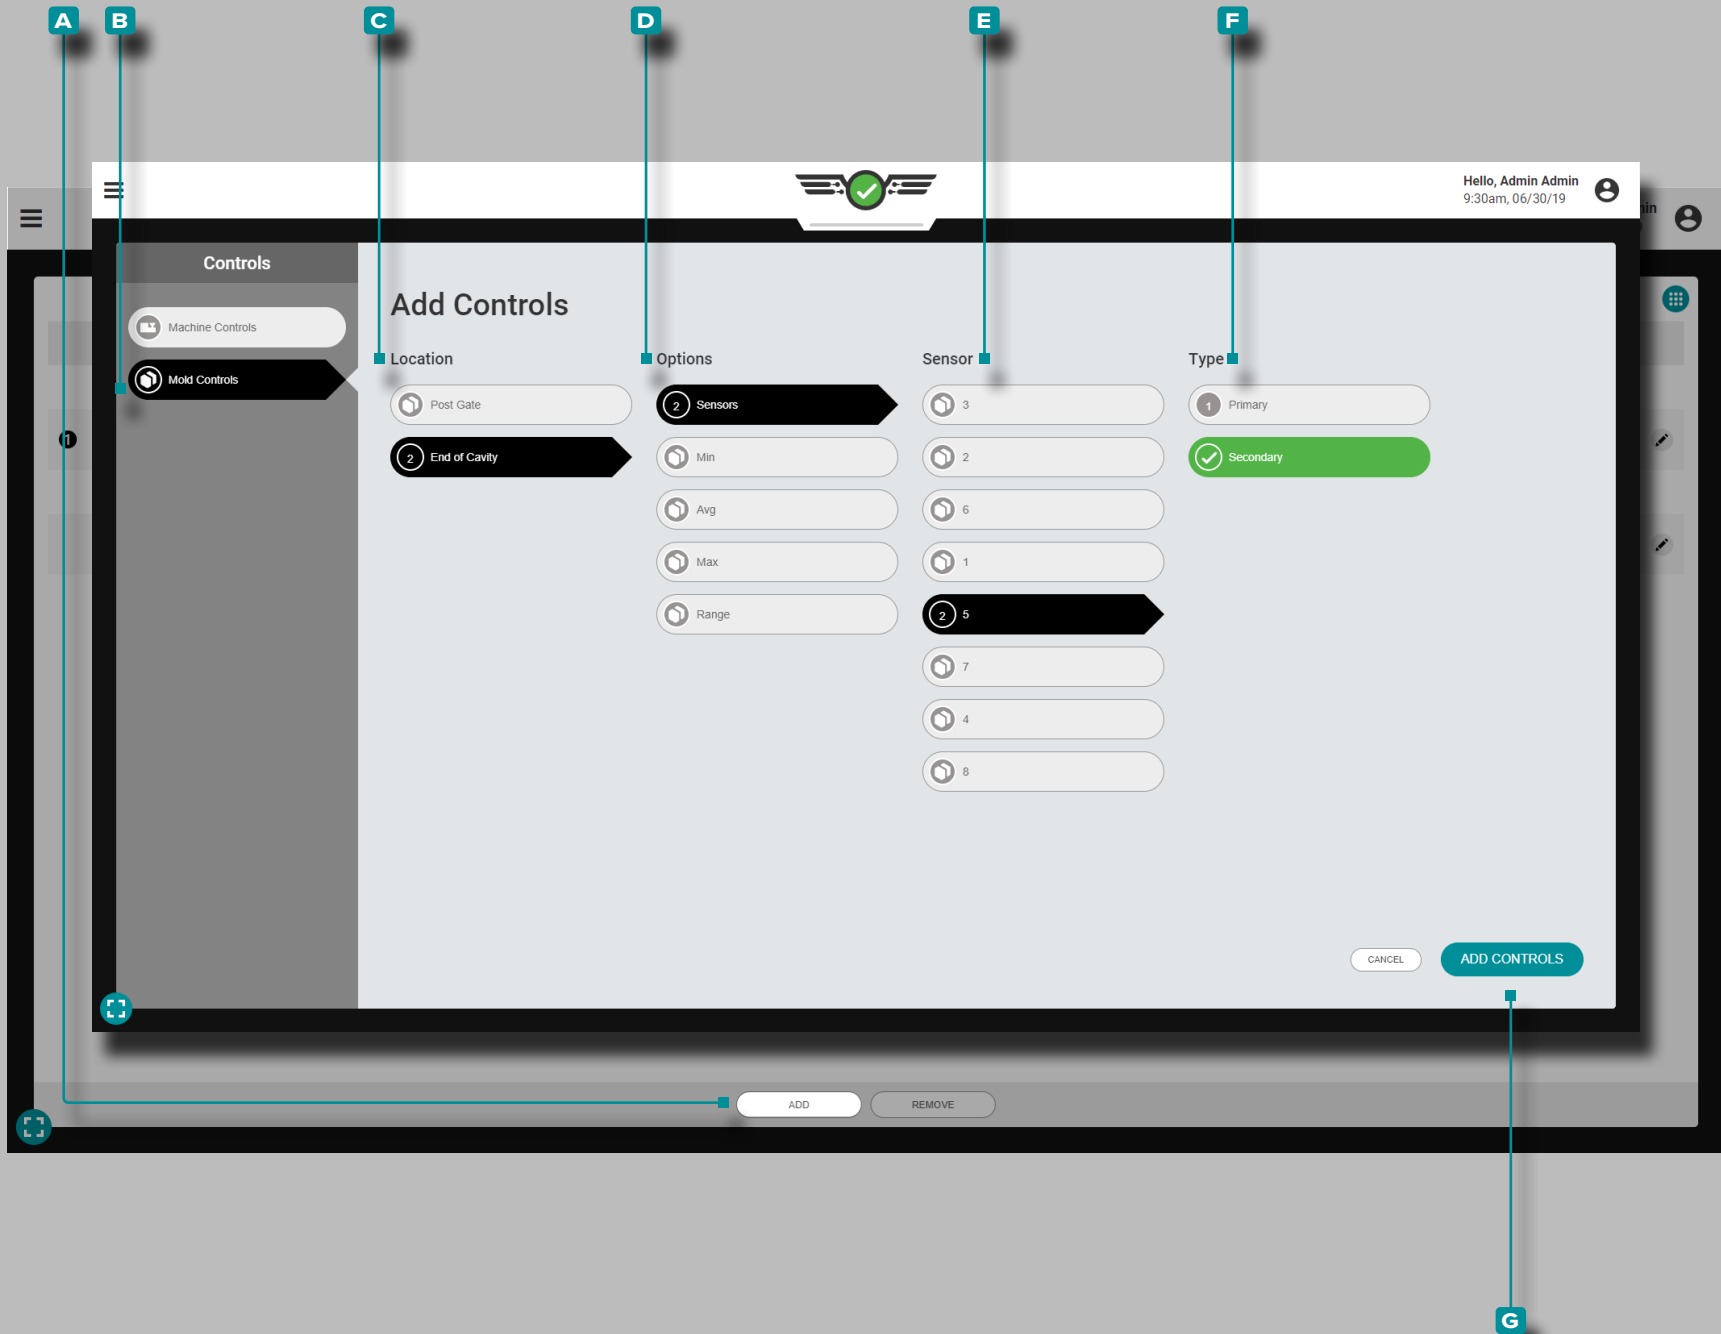 A B C D E F
Hello, Admin Admin
9:30am, 06/30/19
in
Controls
Machine Controls
Mold Controls
Add Controls
Location
Post Gate
2 End of Cavity
Options
2 Sensors
Min
Avg
Max
Range
Sensor
3
2
6
1
2 5
7
4
8
Type
1 Primary
Secondary
1
CANCEL
ADD CONTROLS
ADD
REMOVE
G